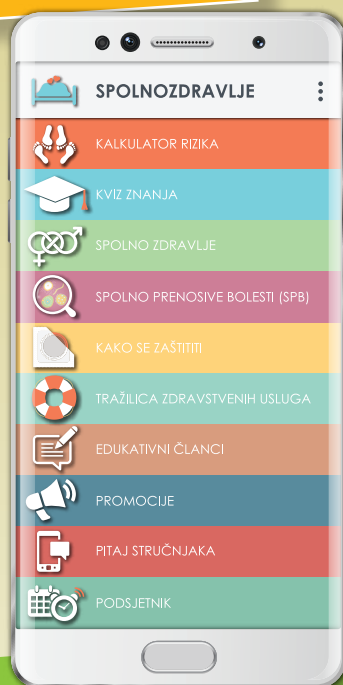 SPOLNOZDRAVLJE
KALKULATOR RIZIKA
KVIZ ZNANJA
SPOLNO ZDRAVLJE
SPOLNO PRENOSIVE BOLESTI (SPB)
KAKO SE ZAŠTITITI
TRAŽILICA ZDRAVSTVENIH USLUGA
EDUKATIVNI ČLANCI
PROMOCIJE
PITAJ STRUČNJAKA
PODSJETNIK